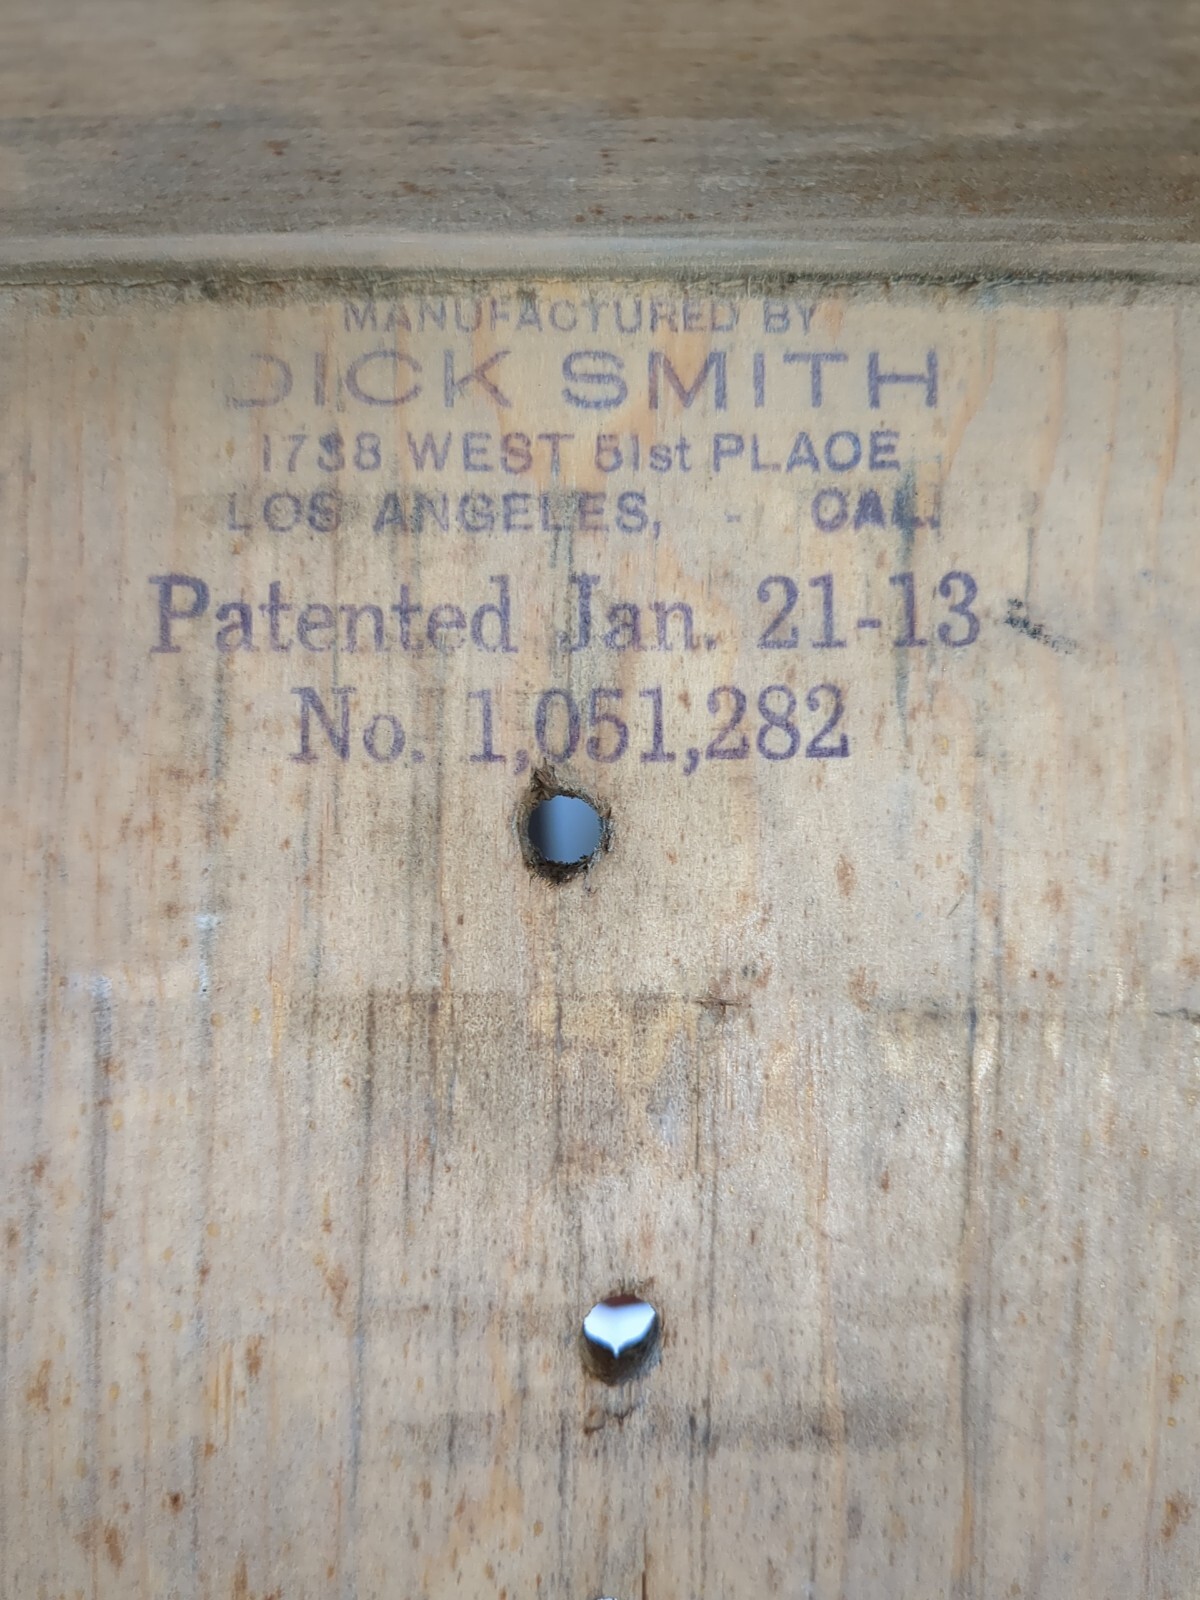 MANUFACTURED BY
DICK SMITH
1738 WEST 51st PLACE
LOS ANGELES, - CAL.
Patented Jan. 21-13
No. 1,051,282